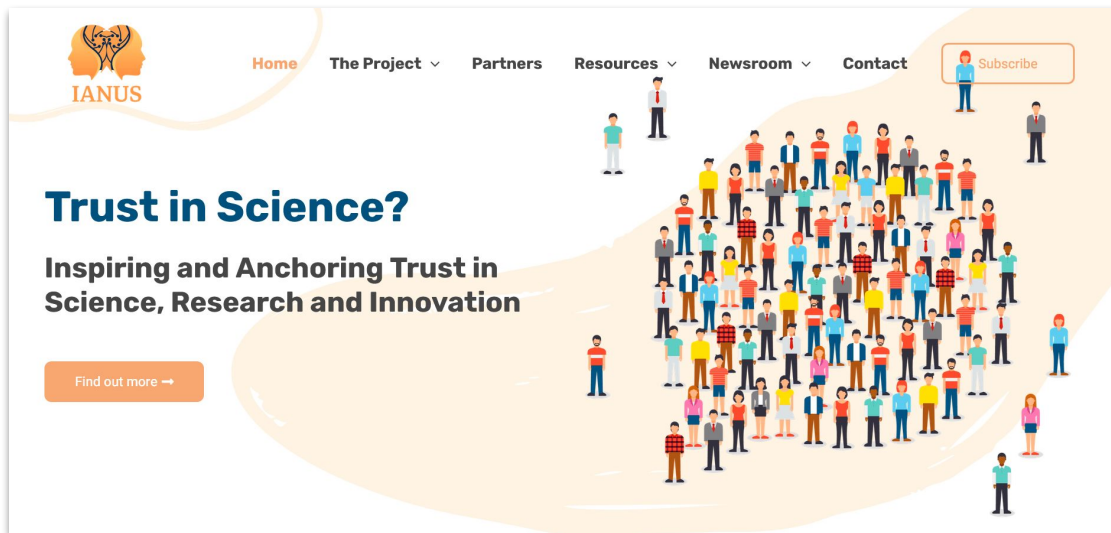 IANUS
Home The Project Partners Resources Newsroom Contact Subscribe
Trust in Science?
Inspiring and Anchoring Trust in
Science, Research and Innovation
Find out more →